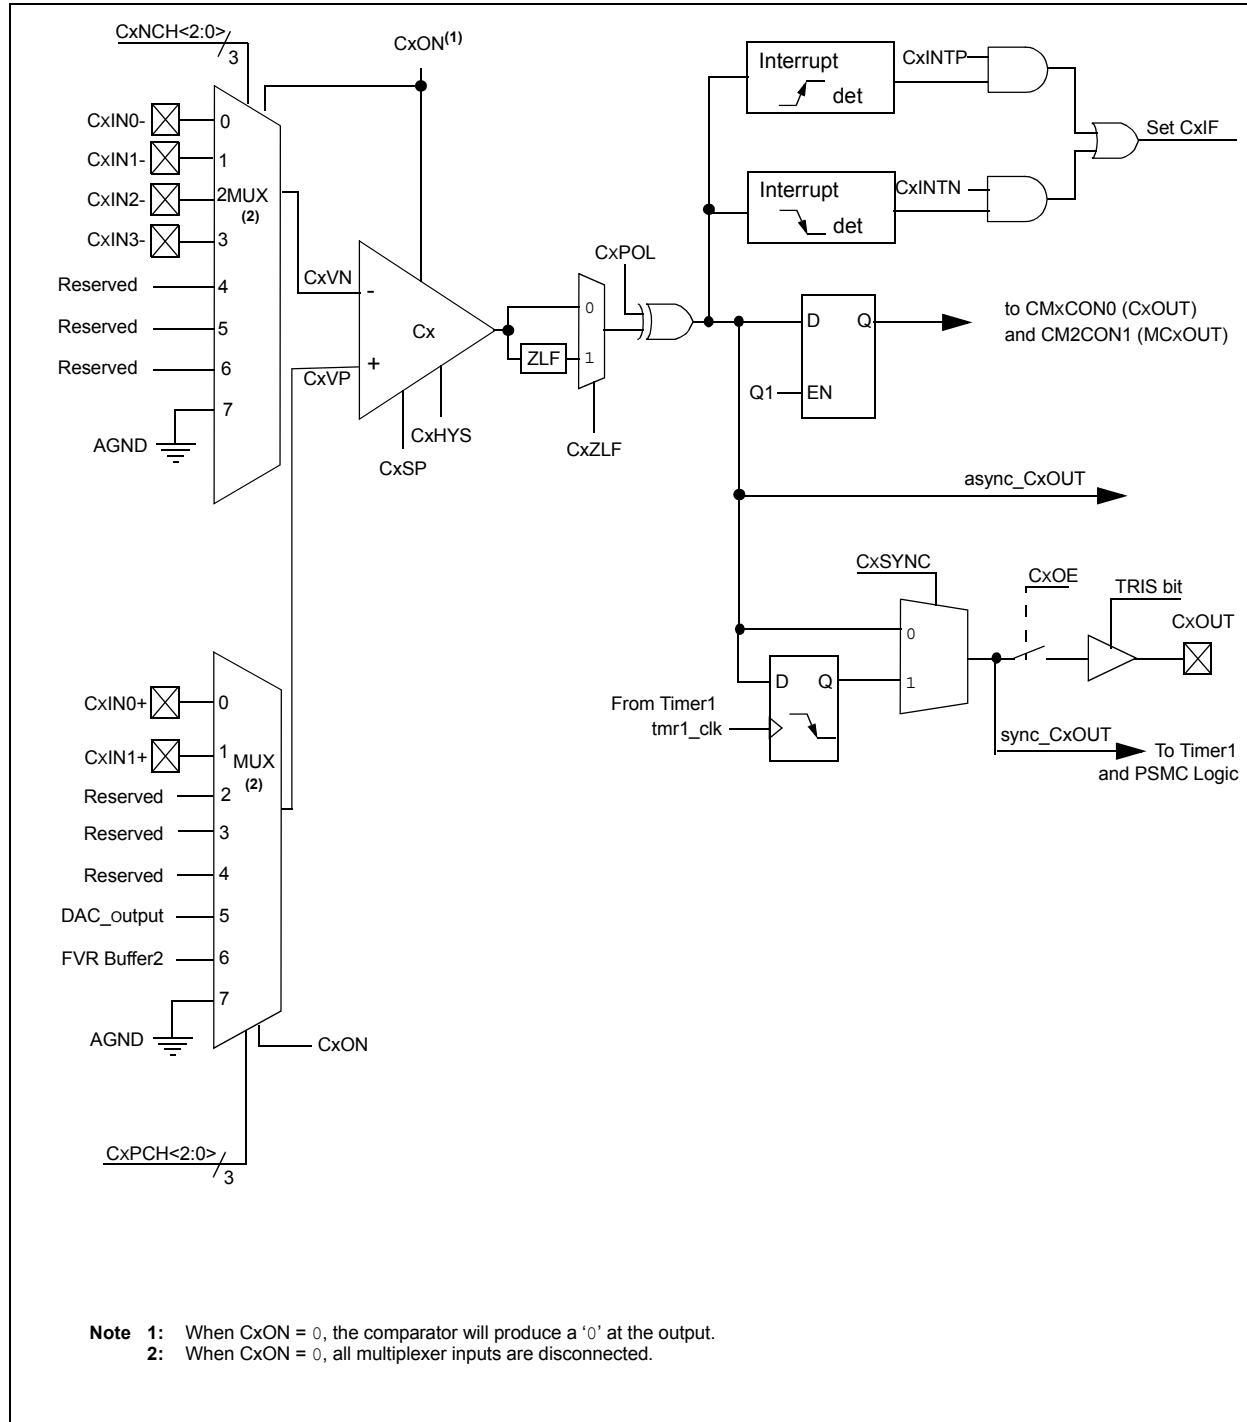 CxNCH<2:0>
3
CxON(1)
CxIN0-
0
CxIN1-
1
CxIN2-
2
MUX
(2)
CxIN3-
3
Reserved
4
Reserved
5
Reserved
6
7
AGND
CxVN
-
Cx
+
CxVP
CxHYS
CxSP
ZLF
0
1
CxZLF
CxPOL
Interrupt
det
CxINTP
Interrupt
det
CxINTN
Set CxIF
D
Q
Q1
EN
to CMxCON0 (CxOUT)
and CM2CON1 (MCxOUT)
async_CxOUT
CxSYNC
0
1
CxOE
TRIS bit
CxOUT
D
Q
From Timer1
tmr1_clk
sync_CxOUT
To Timer1
and PSMC Logic
CxIN0+
0
CxIN1+
1
MUX
(2)
Reserved
2
Reserved
3
Reserved
4
DAC_output
5
FVR Buffer2
6
7
AGND
CxON
CxPCH<2:0>
3
Note 1: When CxON = 0, the comparator will produce a ‘0’ at the output.
2: When CxON = 0, all multiplexer inputs are disconnected.